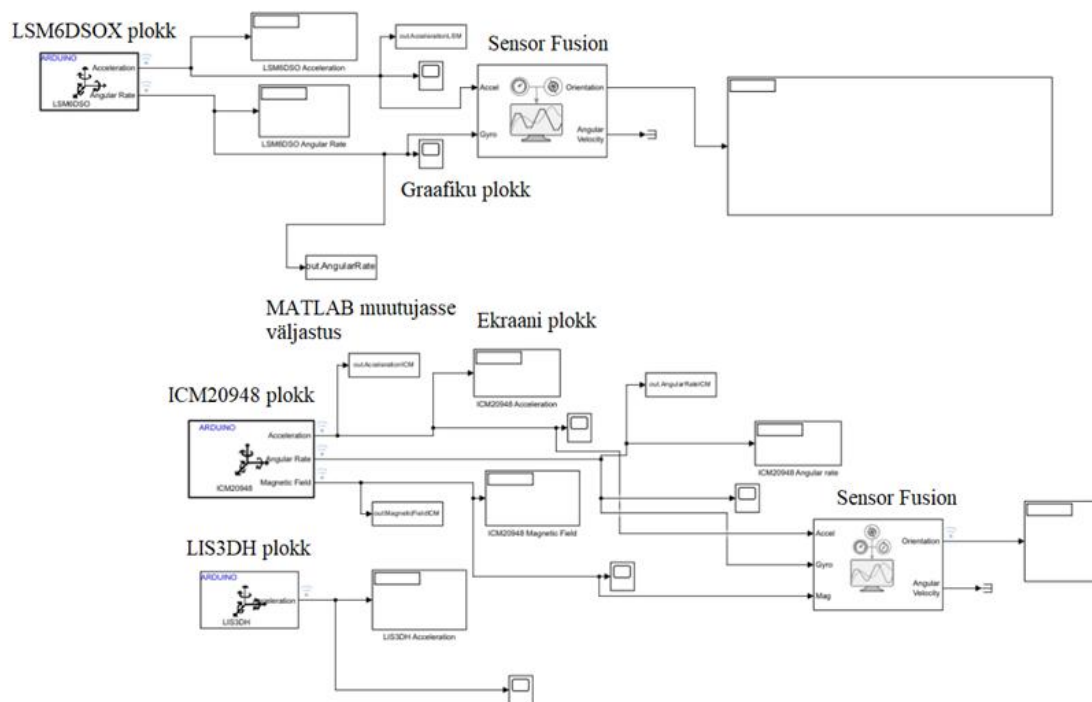 LSM6DSOX plokk
ARDUINO
Acceleration
Angular Rate
LSM6DSO
LSM6DSO Acceleration
out.AccelerationLSM
LSM6DSO Angular Rate
Sensor Fusion
Accel
Gyro
Orientation
Angular
Velocity
Graafiku plokk
out.AngularRate
MATLAB muutujasse
väljastus
Ekraani plokk
out.AccelerationICM
ICM20948 Acceleration
out.AngularRateICM
ICM20948 plokk
ARDUINO
Acceleration
Angular Rate
Magnetic Field
ICM20948
ICM20948 Angular rate
out.MagneticFieldICM
ICM20948 Magnetic Field
Sensor Fusion
Accel
Gyro
Mag
Orientation
Angular
Velocity
LIS3DH plokk
ARDUINO
Acceleration
LIS3DH
LIS3DH Acceleration